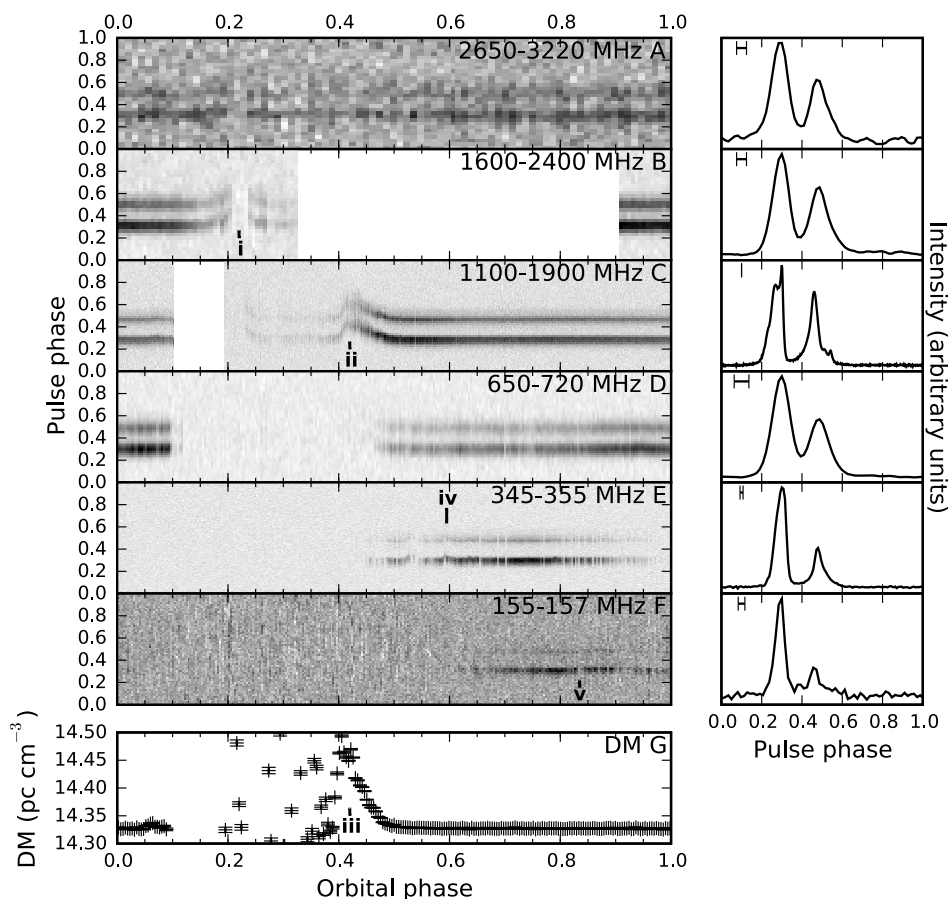 0.0 0.2 0.4 0.6 0.8 1.0
1.0
0.8
0.6
0.4
0.2
0.0
2650-3220 MHz A
0.8
0.6
0.4
0.2
0.0
1600-2400 MHz B
i
0.8
0.6
0.4
0.2
0.0
1100-1900 MHz C
ii
0.8
0.6
0.4
0.2
0.0
650-720 MHz D
0.8
0.6
0.4
0.2
0.0
345-355 MHz E
iv
0.8
0.6
0.4
0.2
0.0
155-157 MHz F
v
Pulse phase
14.50
14.45
14.40
14.35
14.30
DM G
iii
DM (pc cm⁻³)
0.0 0.2 0.4 0.6 0.8 1.0
Orbital phase
0.0 0.2 0.4 0.6 0.8 1.0
Pulse phase
Intensity (arbitrary units)